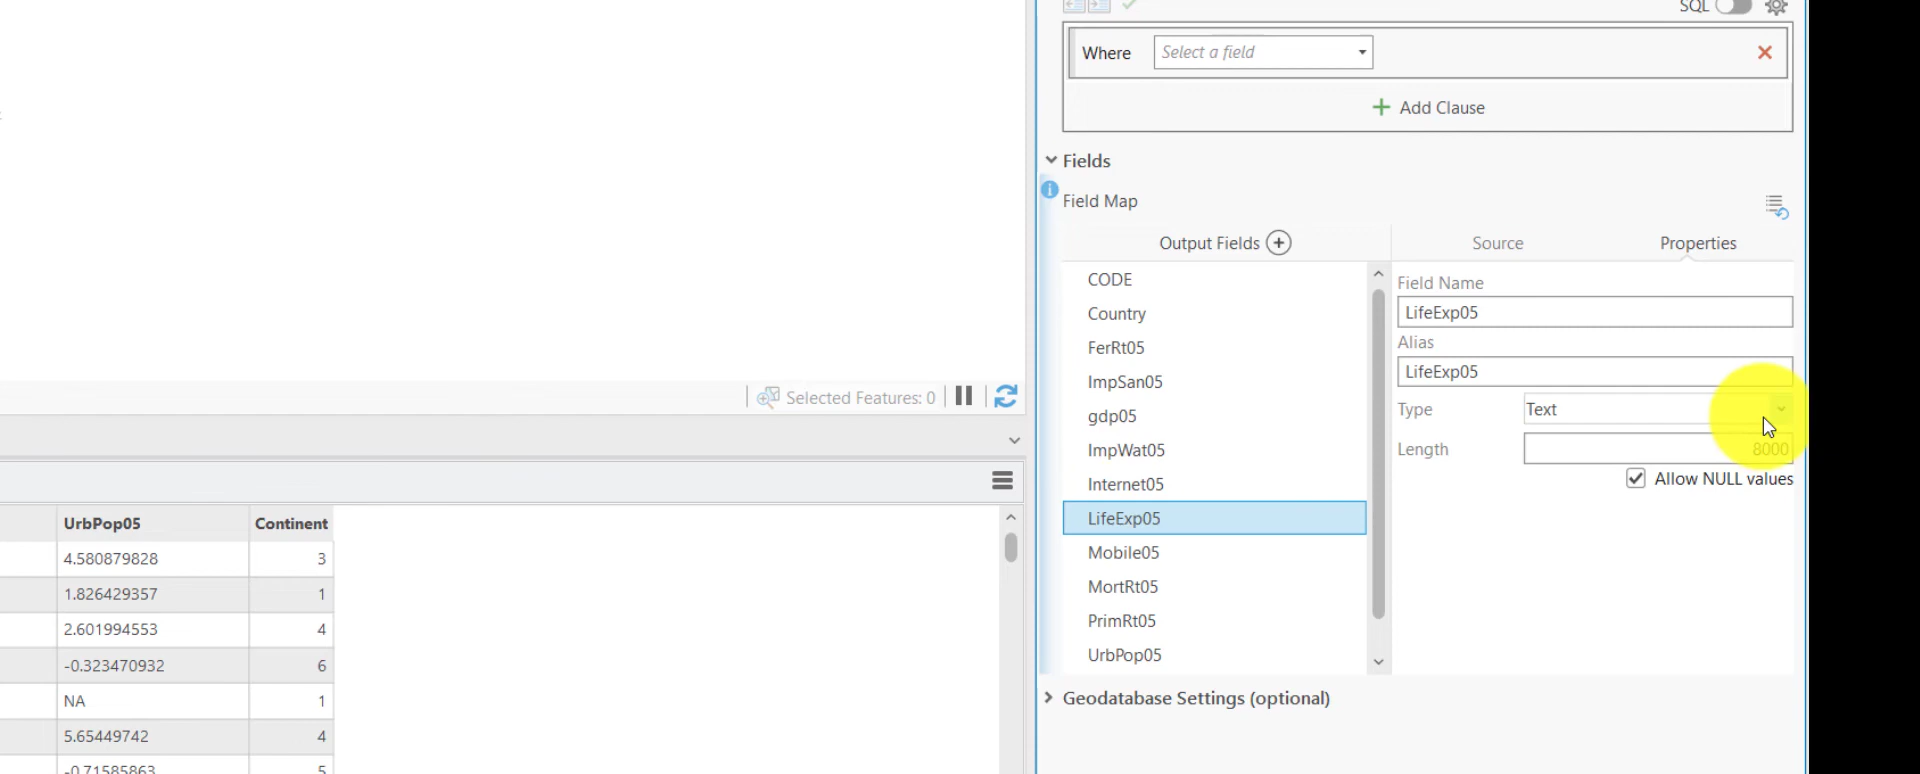 SQL
Where
Select a field
Add Clause
Fields
Field Map
Output Fields
Source
Properties
CODE
Country
FerRt05
ImpSan05
gdp05
ImpWat05
Internet05
LifeExp05
Mobile05
MortRt05
PrimRt05
UrbPop05
Field Name
LifeExp05
Alias
LifeExp05
Type
Text
Length
8000
Allow NULL values
Geodatabase Settings (optional)
Selected Features: 0
UrbPop05 Continent
4.580879828 3
1.826429357 1
2.601994553 4
-0.323470932 6
NA 1
5.65449742 4
-0.71585863 5